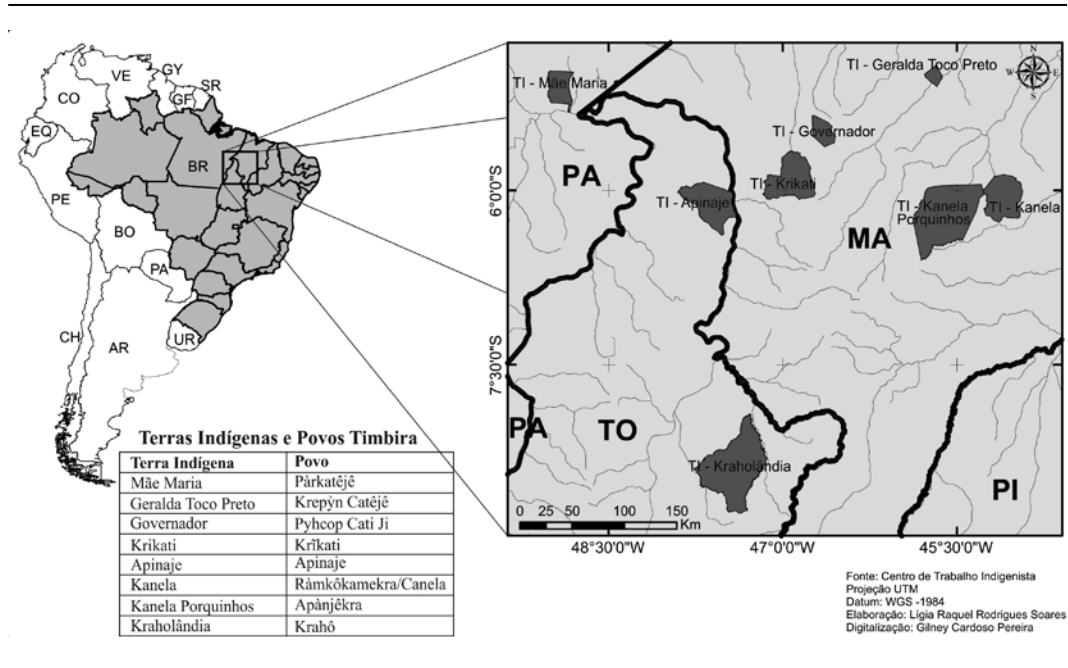 VE
GY
SR
CO
GF
EQ
BR
PE
BO
PA
CH
UR
AR
TI - Mãe Maria
TI - Geralda Toco Preto
N
W
E
S
TI - Governador
PA
TI - Krikati
TI - Apinaje
TI - Kanela
Porquinhos
TI - Kanela
MA
6°0'0"S
7°30'0"S
PA
TO
TI - Kraholândia
PI
0 25 50 100 150
Km
48°30'0"W 47°0'0"W 45°30'0"W
Terras Indígenas e Povos Timbira
Terra Indígena Povo
Mãe Maria Pàrkatêjê
Geralda Toco Preto Krepỳn Catêjê
Governador Pyhcop Cati Ji
Krikati Krĩkati
Apinaje Apinaje
Kanela Ràmkôkamekra/Canela
Kanela Porquinhos Apànjêkra
Kraholândia Krahô
Fonte: Centro de Trabalho Indigenista
Projeção UTM
Datum: WGS -1984
Elaboração: Lígia Raquel Rodrigues Soares
Digitalização: Gilney Cardoso Pereira